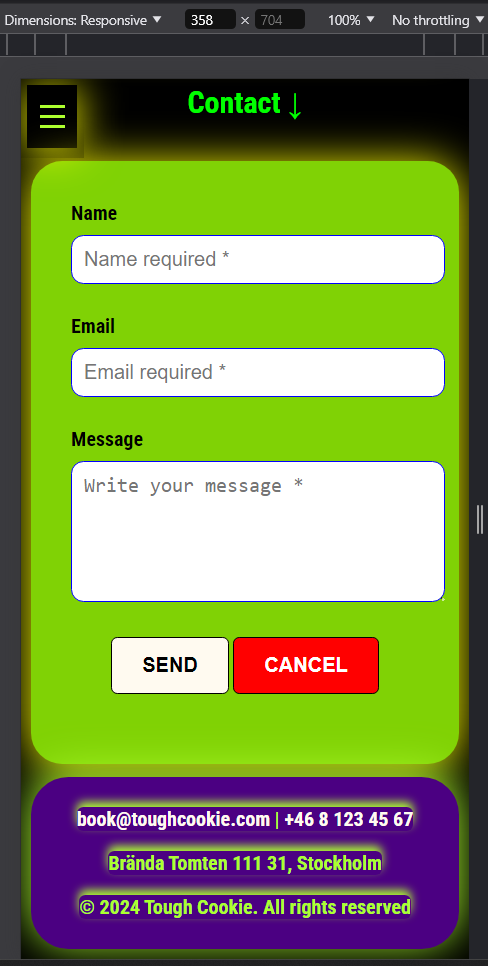 Dimensions: Responsive ▼ 358 × 704 100% ▼ No throttling ▼
Contact ↓
Name
Name required *
Email
Email required *
Message
Write your message *
SEND CANCEL
book@toughcookie.com | +46 8 123 45 67
Brända Tomten 111 31, Stockholm
© 2024 Tough Cookie. All rights reserved